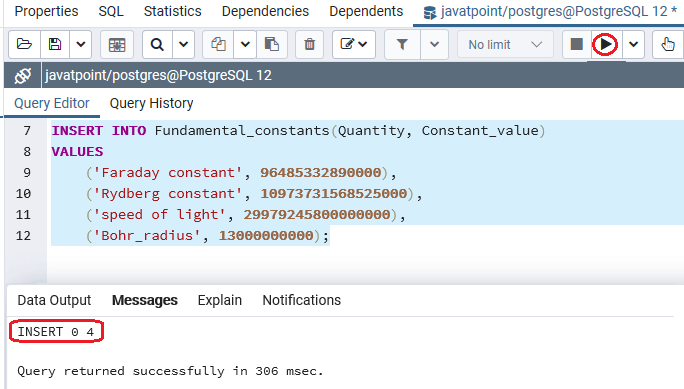 Properties SQL Statistics Dependencies Dependents javatpoint/postgres@PostgreSQL 12 *
No limit
javatpoint/postgres@PostgreSQL 12
Query Editor Query History
7 INSERT INTO Fundamental_constants(Quantity, Constant_value)
8 VALUES
9 ('Faraday constant', 96485332890000),
10 ('Rydberg constant', 10973731568525000),
11 ('speed of light', 29979245800000000),
12 ('Bohr_radius', 13000000000);
Data Output Messages Explain Notifications
INSERT 0 4
Query returned successfully in 306 msec.